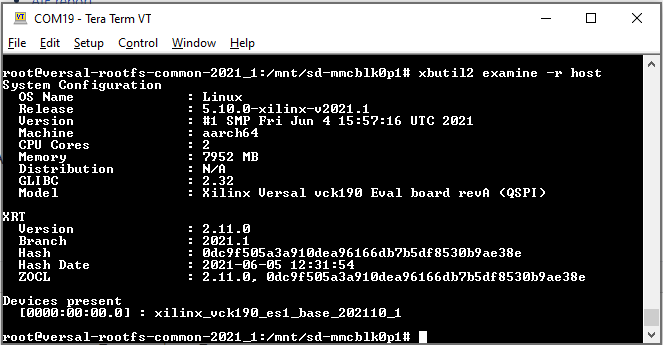 COM19 - Tera Term VT
File Edit Setup Control Window Help
root@versal-rootfs-common-2021_1:/mnt/sd-mmcblk0p1# xbutil2 examine -r host
System Configuration
  OS Name              : Linux
  Release              : 5.10.0-xilinx-v2021.1
  Version              : #1 SMP Fri Jun 4 15:57:16 UTC 2021
  Machine              : aarch64
  CPU Cores            : 2
  Memory               : 7952 MB
  Distribution         : N/A
  GLIBC                : 2.32
  Model                : Xilinx Versal vck190 Eval board revA (QSPI)
XRT
  Version              : 2.11.0
  Branch               : 2021.1
  Hash                 : 0dc9f505a3a910dea96166db7b5df8530b9ae38e
  Hash Date            : 2021-06-05 12:31:54
  ZOCL                 : 2.11.0, 0dc9f505a3a910dea96166db7b5df8530b9ae38e
Devices present
  [0000:00:00.0] : xilinx_vck190_es1_base_202110_1
root@versal-rootfs-common-2021_1:/mnt/sd-mmcblk0p1#